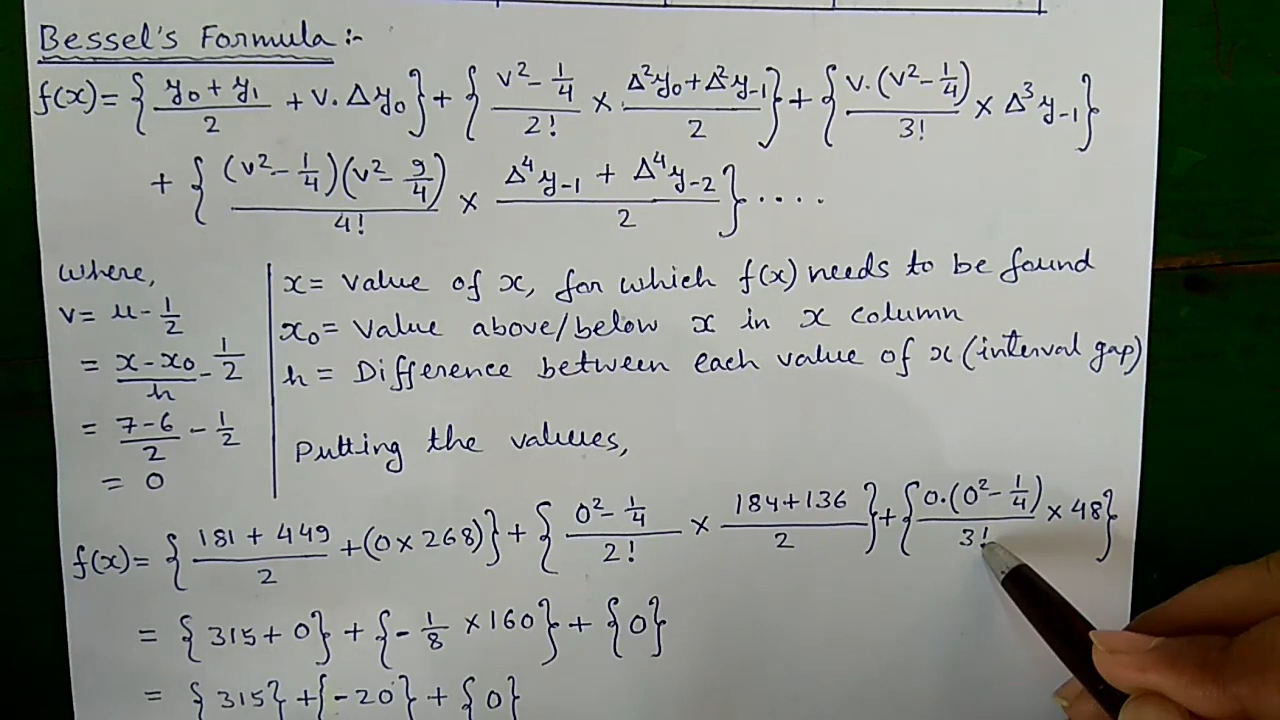 Bessel's Formula :-
f(x) = {(y₀ + y₁)/2 + v.Δy₀} + {(v² - 1/4)/2! × (Δ²y₀ + Δ²y₋₁)/2} + {v.(v² - 1/4)/3! × Δ³y₋₁}
+ {(v² - 1/4)(v² - 9/4)/4! × (Δ⁴y₋₁ + Δ⁴y₋₂)/2} ....
where,
v = u - 1/2
= (x - x₀)/h - 1/2
= (7-6)/2 - 1/2
= 0
x = value of x, for which f(x) needs to be found
x₀ = value above/below x in x column
h = Difference between each value of x (interval gap)
Putting the values,
f(x) = {(181 + 449)/2 + (0 × 268)} + {(0² - 1/4)/2! × (184+136)/2} + {0.(0² - 1/4)/3! × 48}
= {315 + 0} + {-1/8 × 160} + {0}
= {315} + {-20} + {0}